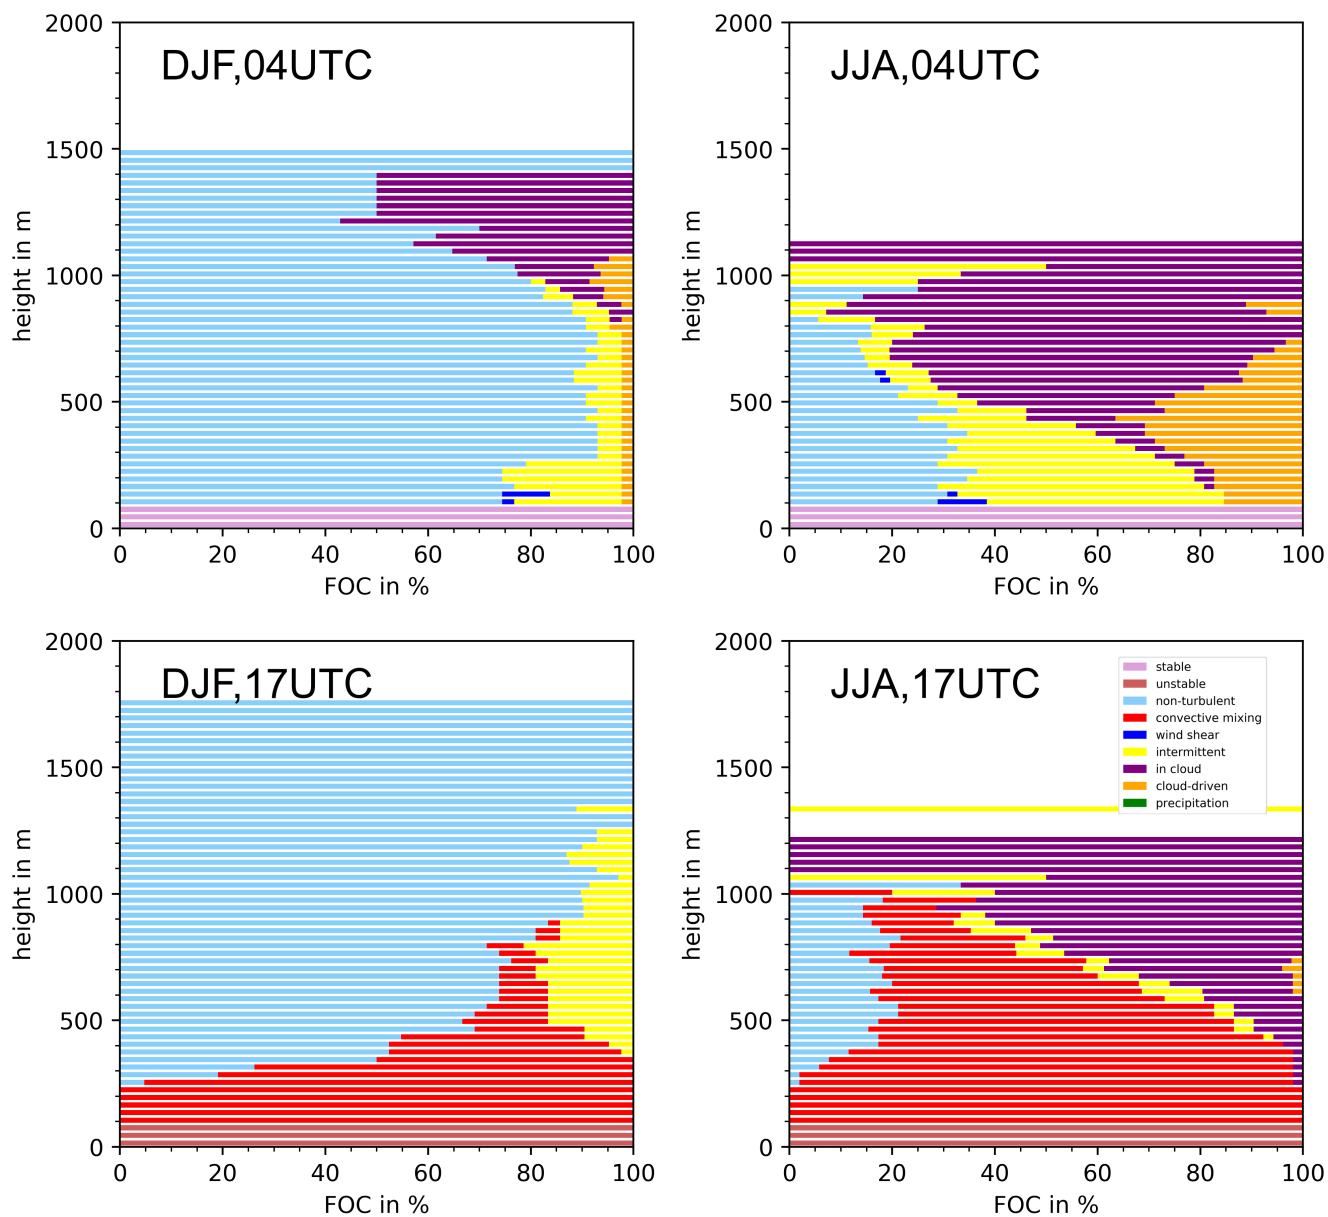 DJF,04UTC
2000
1500
1000
500
0
height in m
0 20 40 60 80 100
FOC in %
JJA,04UTC
2000
1500
1000
500
0
height in m
0 20 40 60 80 100
FOC in %
DJF,17UTC
2000
1500
1000
500
0
height in m
0 20 40 60 80 100
FOC in %
JJA,17UTC
stable
unstable
non-turbulent
convective mixing
wind shear
intermittent
in cloud
cloud-driven
precipitation
2000
1500
1000
500
0
height in m
0 20 40 60 80 100
FOC in %